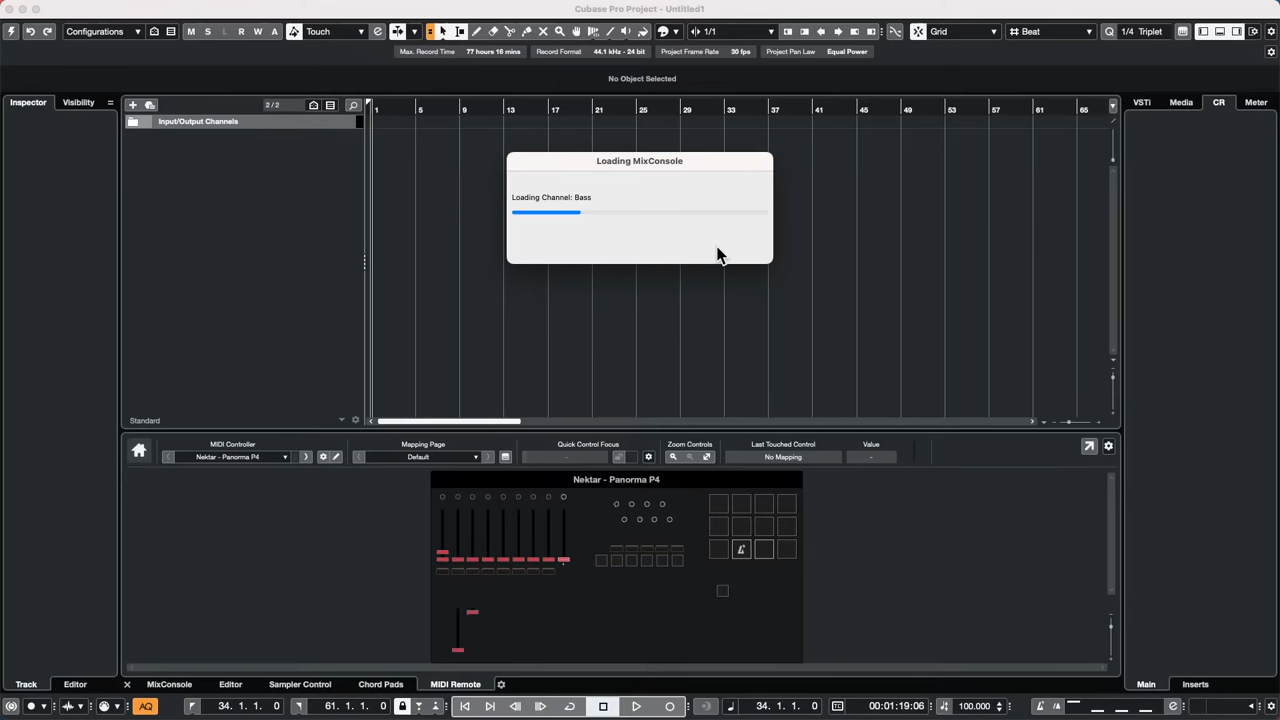 Cubase Pro Project - Untitled1
Configurations M S L R W A Touch 1/1 Grid Beat Q 1/4 Triplet
Max. Record Time 77 hours 16 mins Record Format 44.1 kHz - 24 bit Project Frame Rate 30 fps Project Pan Law Equal Power
No Object Selected
Inspector Visibility 2/2 1 5 9 13 17 21 25 29 33 37 41 45 49 53 57 61 65 VSTi Media CR Meter
Input/Output Channels
Loading MixConsole
Loading Channel: Bass
Standard
MIDI Controller Mapping Page Quick Control Focus Zoom Controls Last Touched Control Value
Nektar - Panorma P4 Default - No Mapping -
Nektar - Panorma P4
Track Editor MixConsole Editor Sampler Control Chord Pads MIDI Remote Main Inserts
AQ 34. 1. 1. 0 61. 1. 1. 0 34. 1. 1. 0 00:01:19:06 100.000